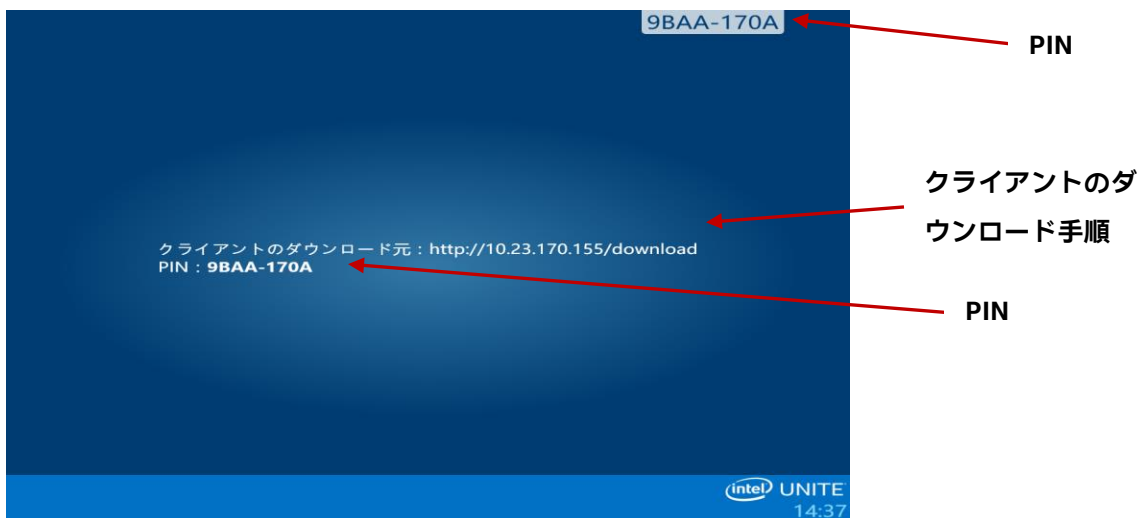 9BAA-170A
PIN
クライアントのダ
ウンロード手順
クライアントのダウンロード元：http://10.23.170.155/download
PIN：9BAA-170A
PIN
intel UNITE
14:37